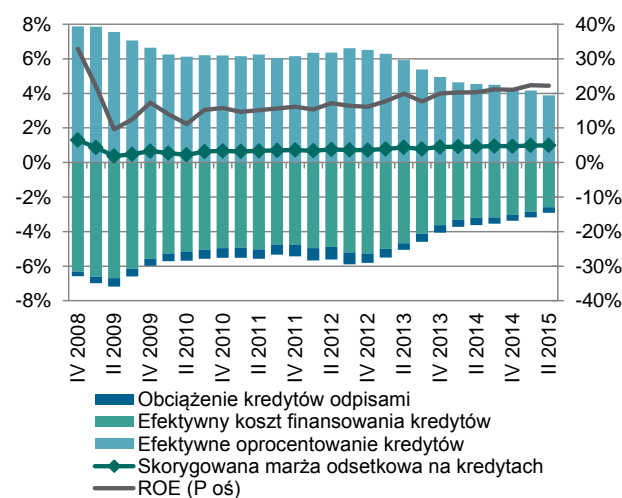 8% 40%
6% 30%
4% 20%
2% 10%
0% 0%
-2% -10%
-4% -20%
-6% -30%
-8% -40%
IV 2008
II 2009
IV 2009
II 2010
IV 2010
II 2011
IV 2011
II 2012
IV 2012
II 2013
IV 2013
II 2014
IV 2014
II 2015
Obciążenie kredytów odpisami
Efektywny koszt finansowania kredytów
Efektywne oprocentowanie kredytów
Skorygowana marża odsetkowa na kredytach
ROE (P oś)